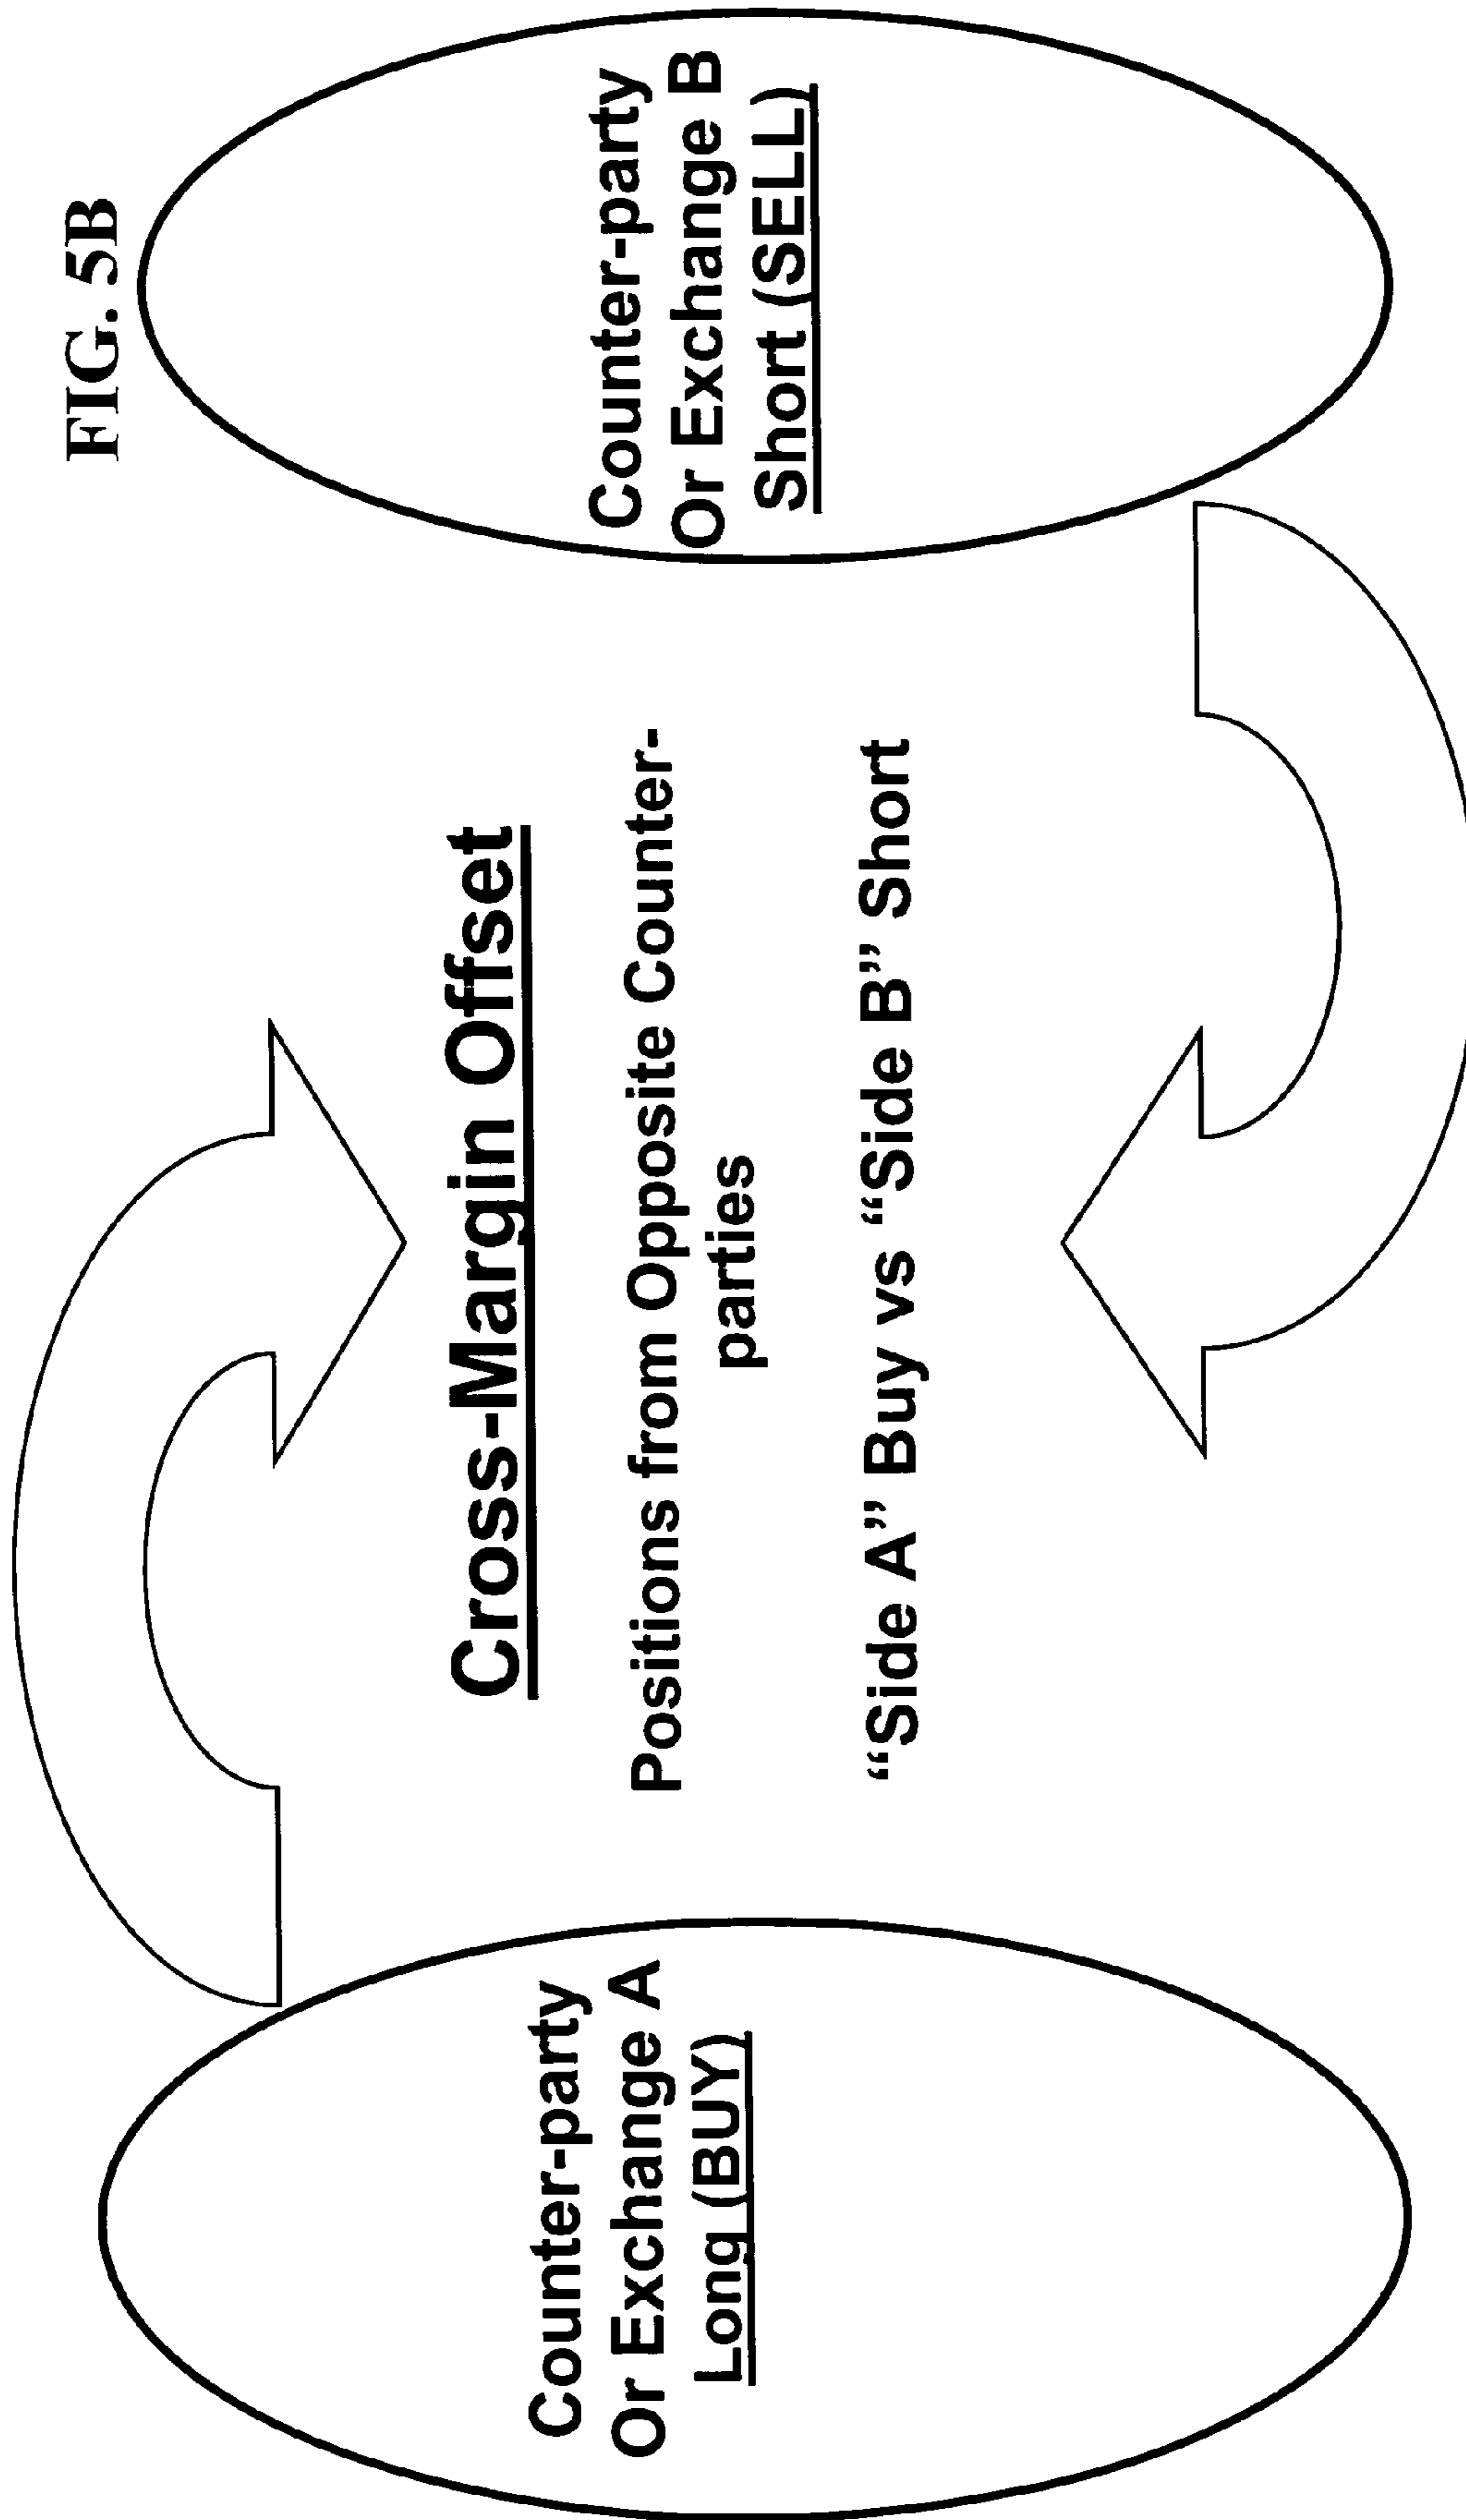 FIG. 5B
Counter-party
Or Exchange A
Long (BUY)
Cross-Margin Offset
Positions from Opposite Counter-
parties
“Side A” Buy vs “Side B” Short
Counter-party
Or Exchange B
Short (SELL)